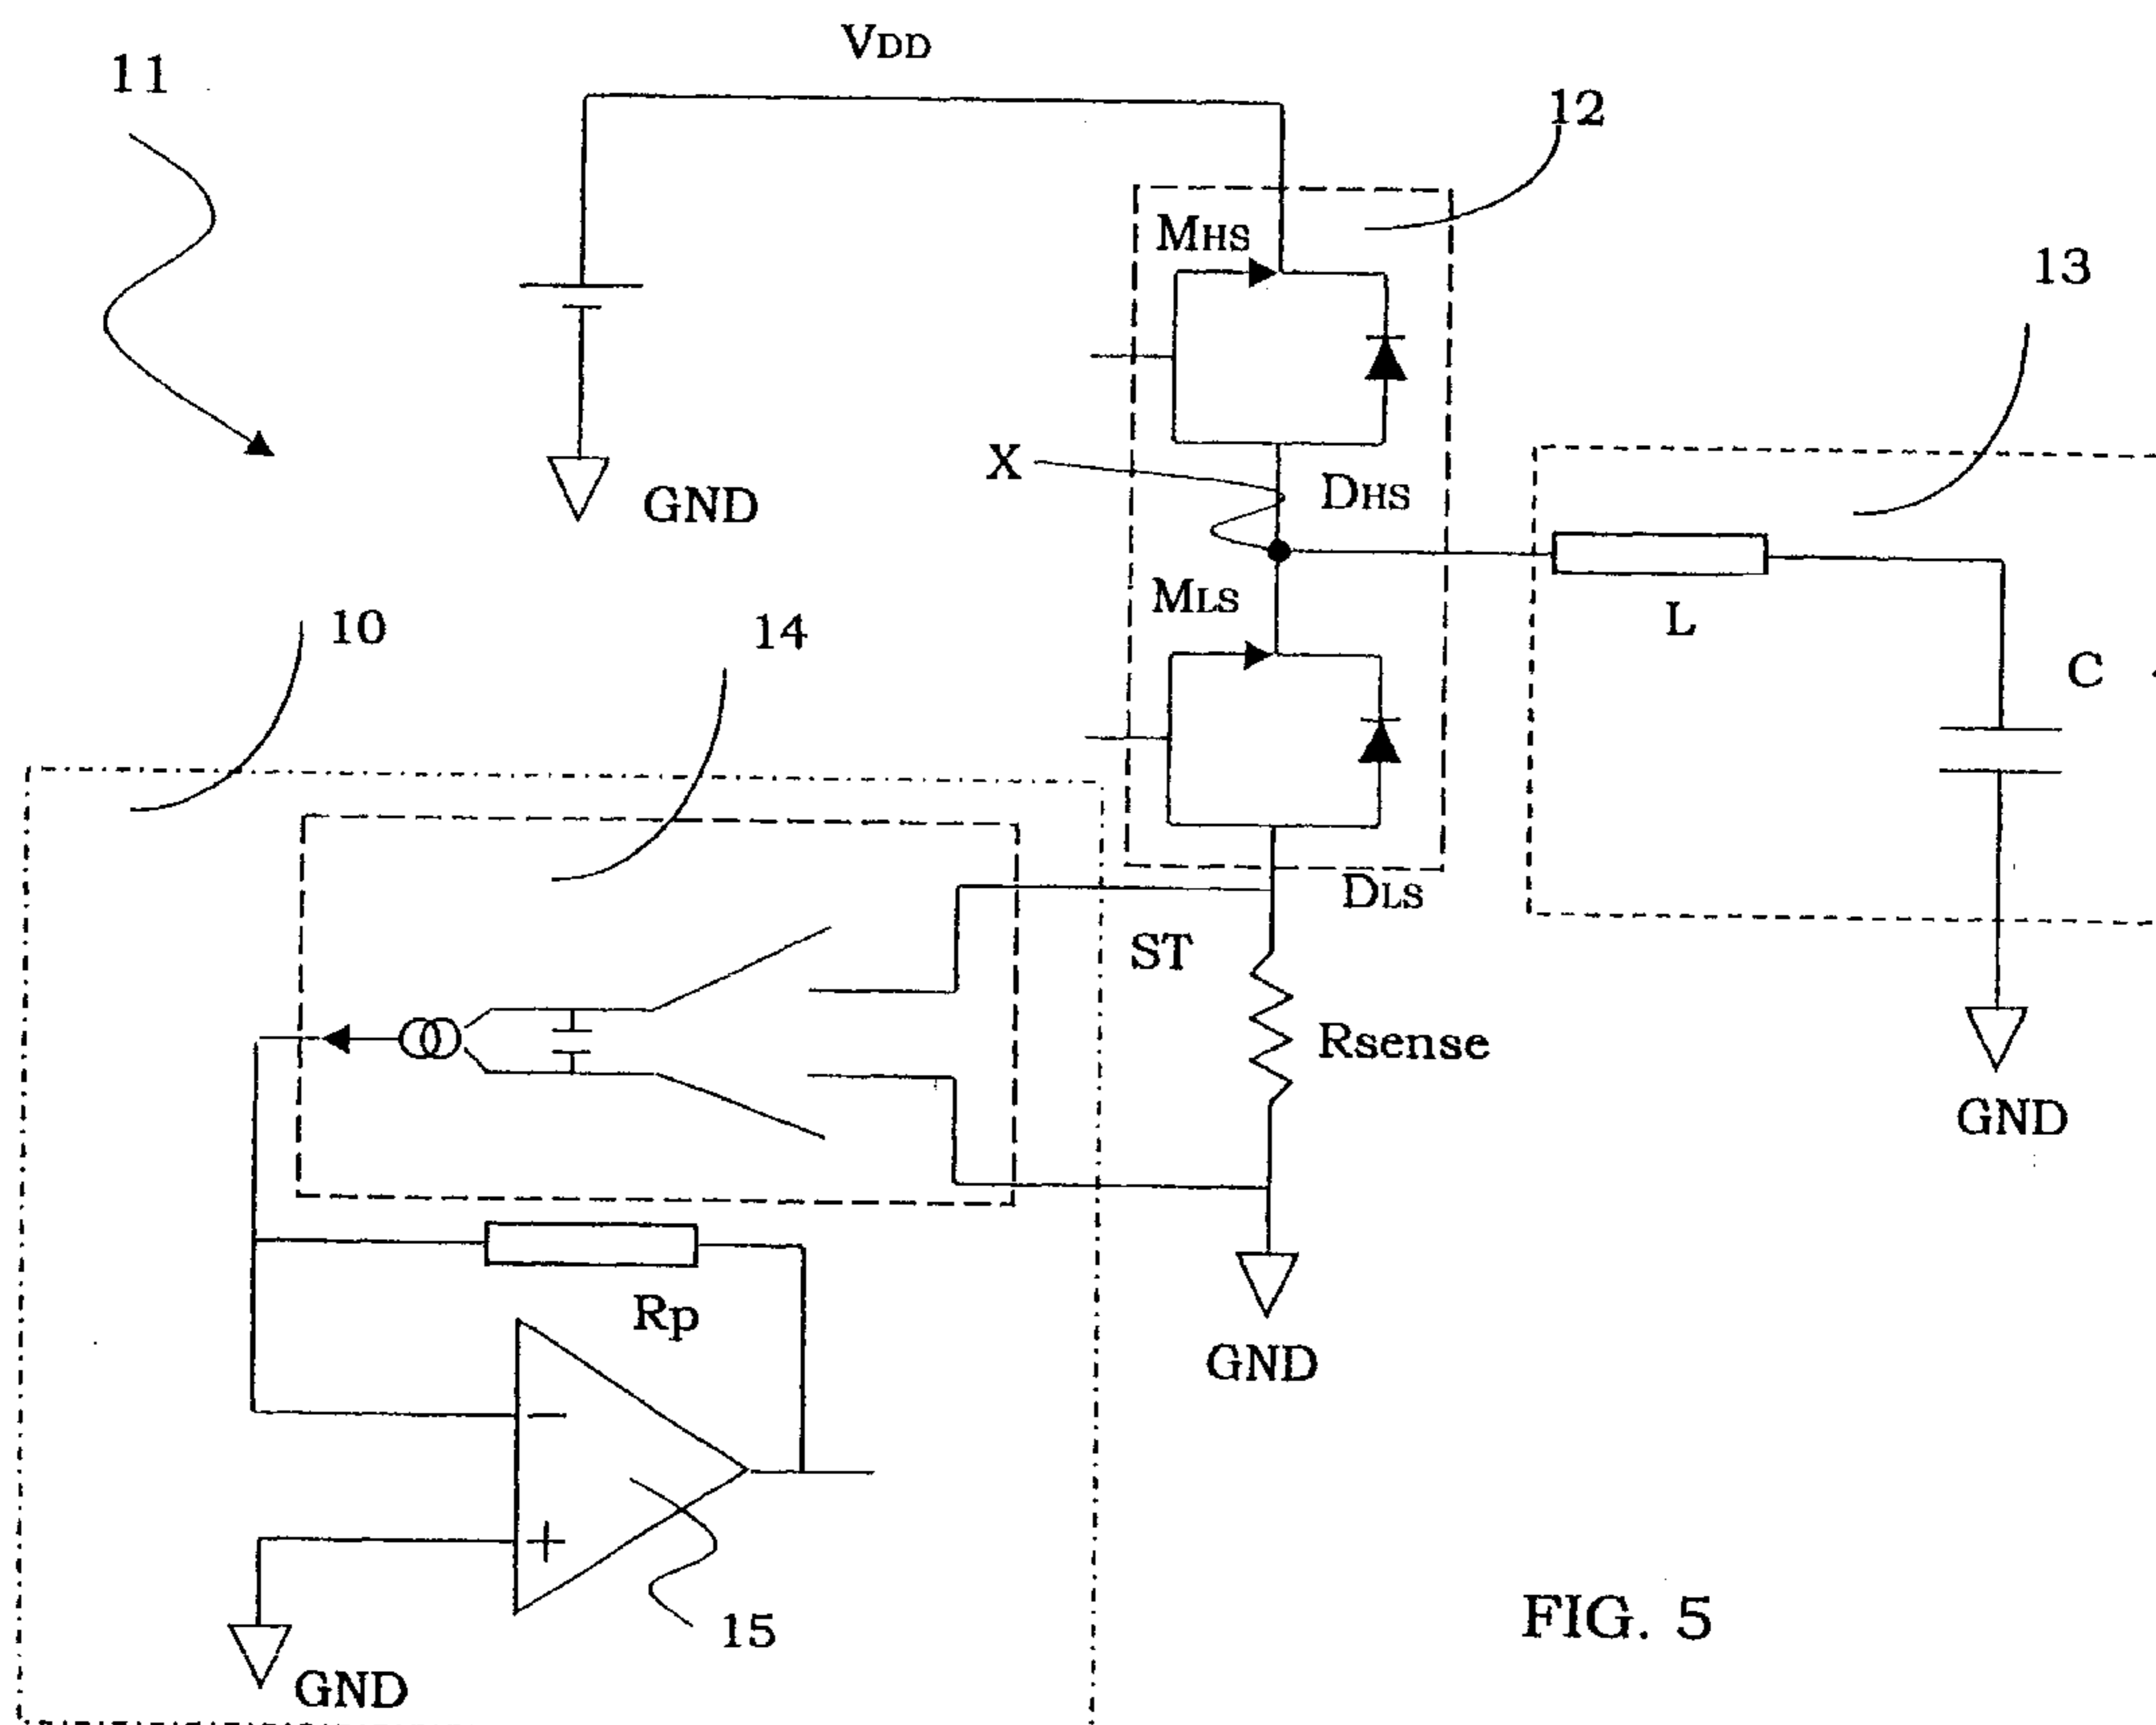 VDD
11
12
MHS
13
X
DHS
GND
MLS
10
14
L
C
DLS
ST
Rsense
GND
Rp
GND
−
+
15
FIG. 5
GND